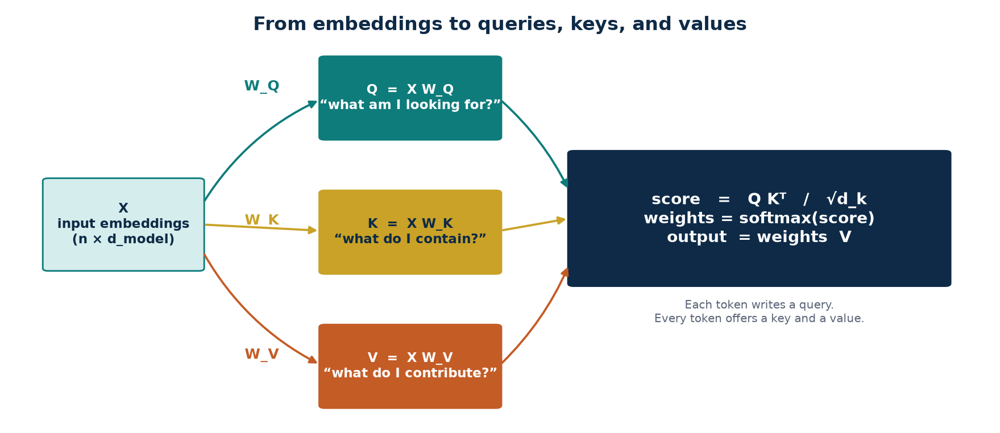 From embeddings to queries, keys, and values
W_Q
Q = X W_Q
“what am I looking for?”
X
input embeddings
(n × d_model)
W_K
K = X W_K
“what do I contain?”
score = Q Kᵀ / √d_k
weights = softmax(score)
output = weights V
Each token writes a query.
Every token offers a key and a value.
W_V
V = X W_V
“what do I contribute?”